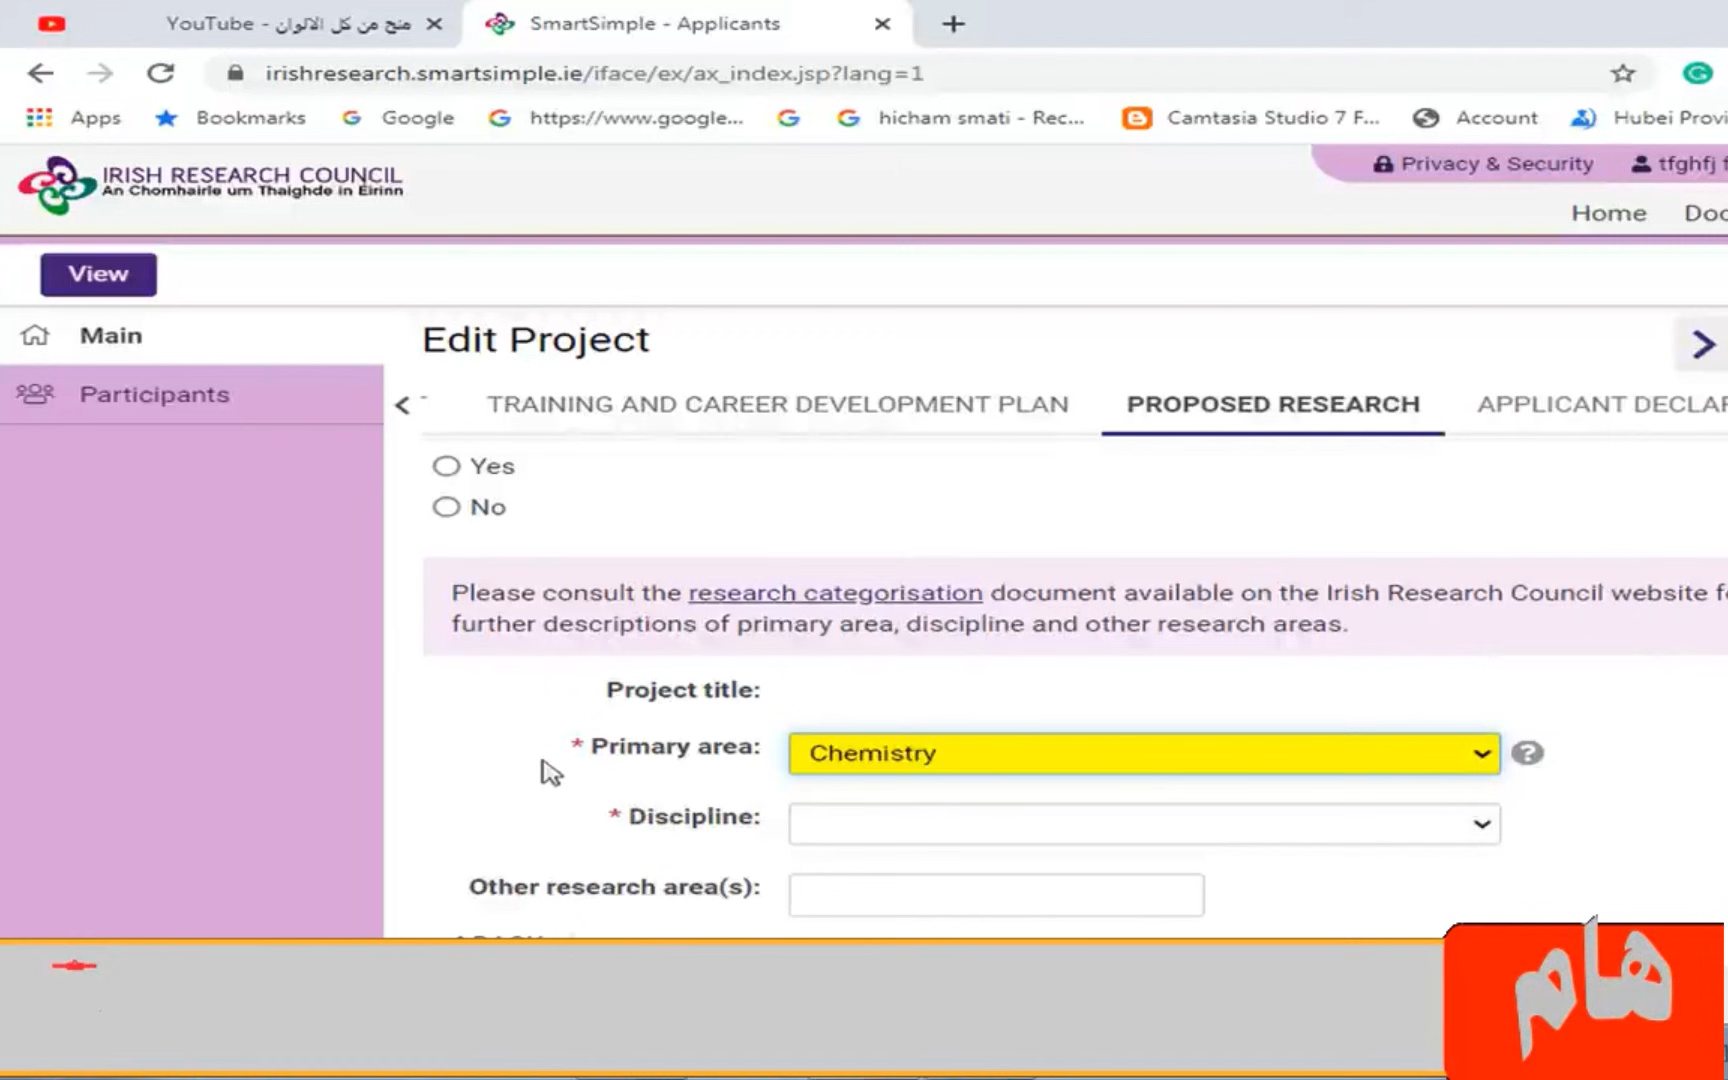 YouTube - منح من كل الالوان
SmartSimple - Applicants
irishresearch.smartsimple.ie/iface/ex/ax_index.jsp?lang=1
Apps Bookmarks Google https://www.google... hicham smati - Rec... Camtasia Studio 7 F... Account Hubei Provi
IRISH RESEARCH COUNCIL
An Chomhairle um Thaighde in Éirinn
Privacy & Security tfghfj f
Home Doc
View
Main
Participants
Edit Project
TRAINING AND CAREER DEVELOPMENT PLAN PROPOSED RESEARCH APPLICANT DECLAR
Yes
No
Please consult the research categorisation document available on the Irish Research Council website fo
further descriptions of primary area, discipline and other research areas.
Project title:
* Primary area: Chemistry
* Discipline:
Other research area(s):
هام